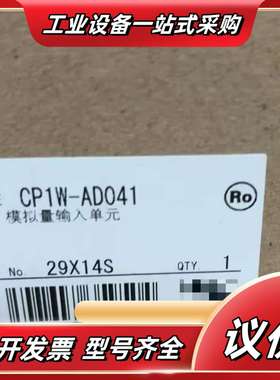 工业设备一站式采购
CP1W-AD041
Ro
模拟量输入单元
No. 29X14S QTY 1
开发票 型号齐全 议价